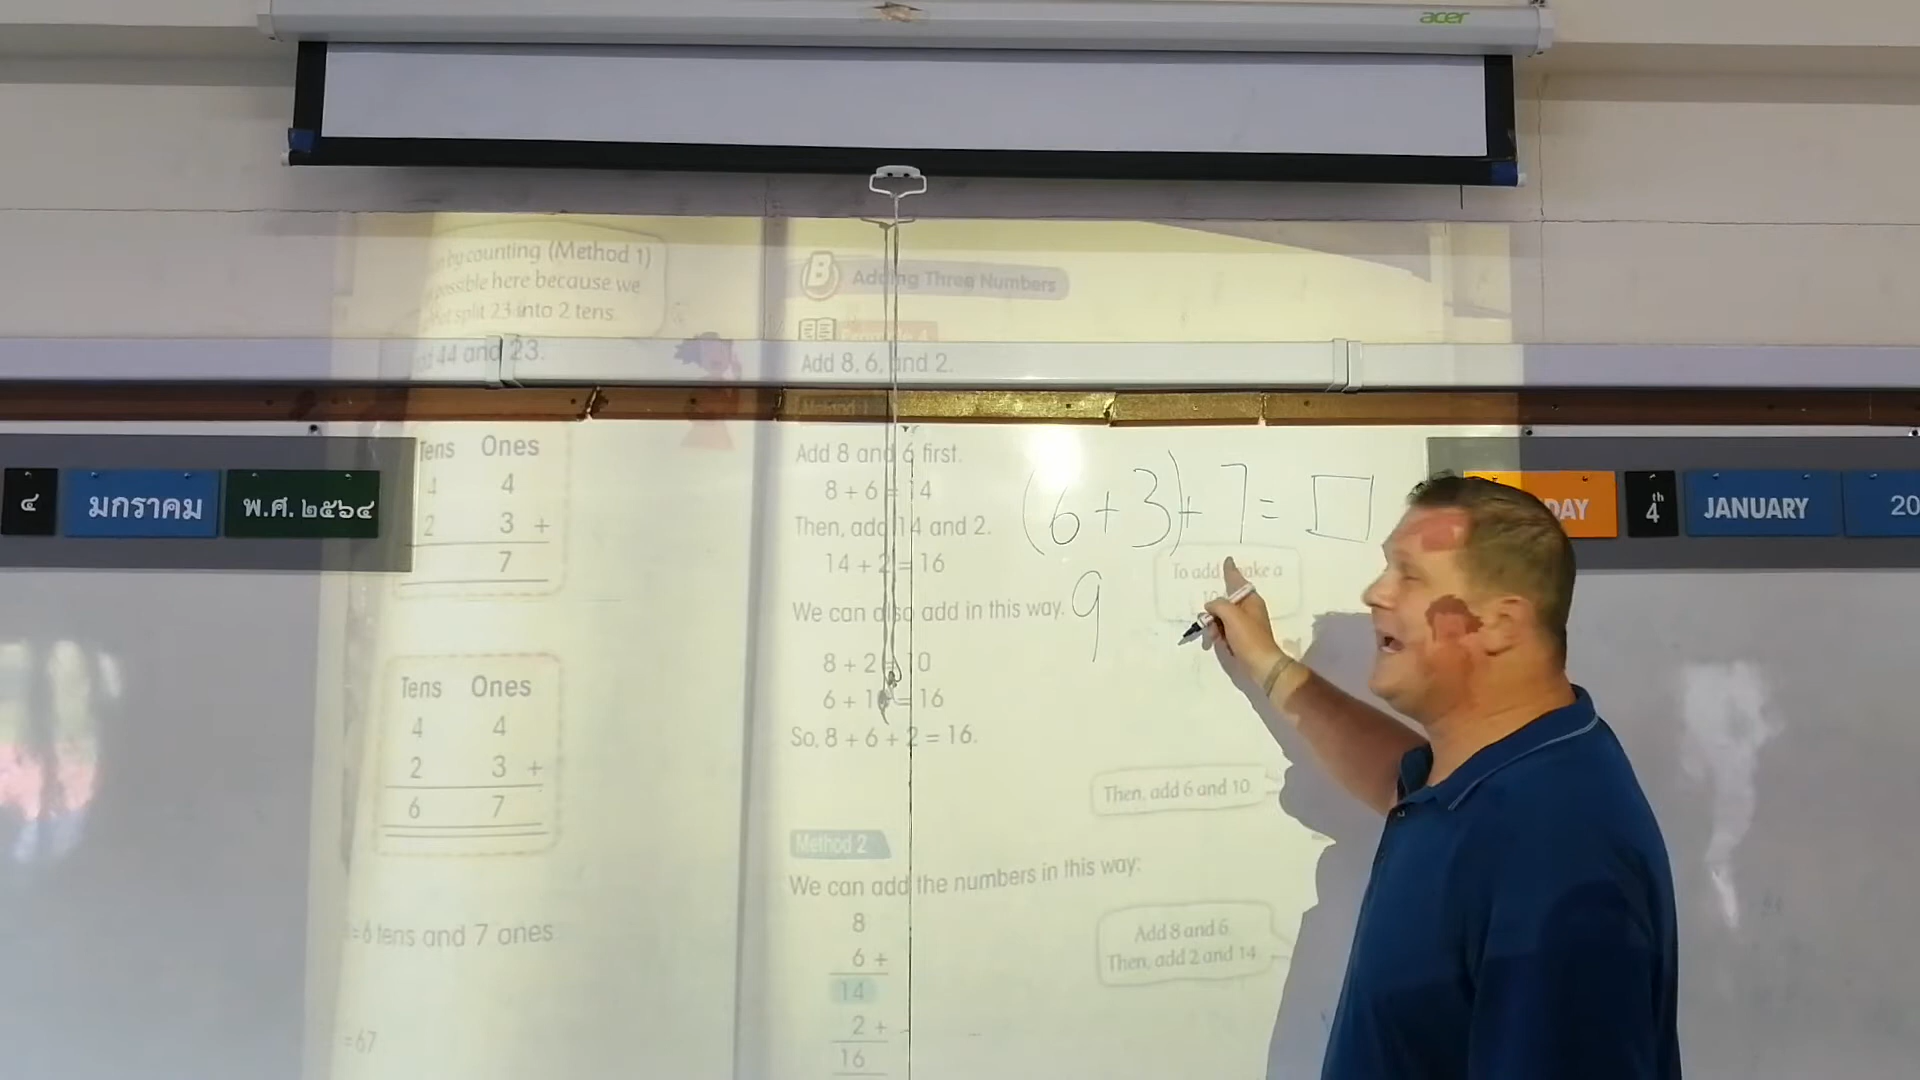 acer
by counting (Method 1)
possible here because we
split 23 into 2 tens.
44 and 23.
Tens Ones
4 4
2 3 +
7
Tens Ones
4 4
2 3 +
6 7
= 6 tens and 7 ones
= 67
B Adding Three Numbers
Add 8, 6, and 2.
Add 8 and 6 first.
8 + 6 = 14
Then, add 14 and 2.
14 + 2 = 16
We can also add in this way.
8 + 2 = 10
6 + 10 = 16
So, 8 + 6 + 2 = 16.
To add, make a
10
Then, add 6 and 10
Method 2
We can add the numbers in this way:
8
6 +
14
2 +
16
Add 8 and 6.
Then, add 2 and 14
(6+3)+7=□
9
๔ มกราคม พ.ศ. ๒๕๖๔
DAY 4th JANUARY 20